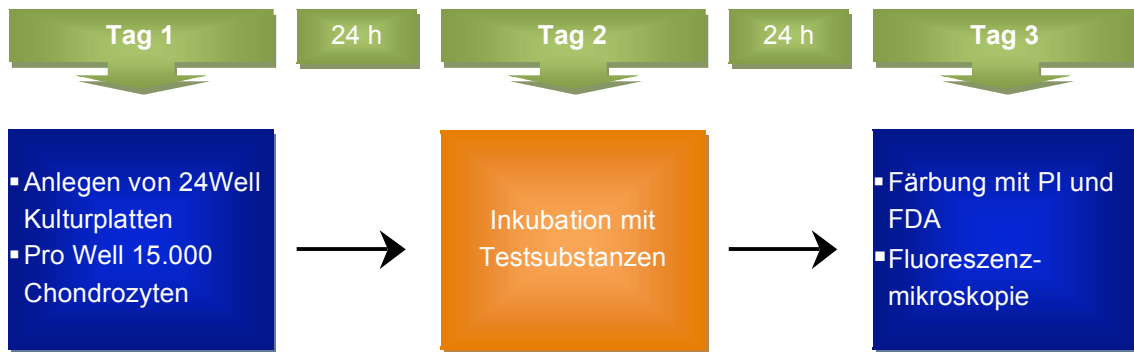 Tag 1
24 h
Tag 2
24 h
Tag 3
▪Anlegen von 24Well
Kulturplatten
▪Pro Well 15.000
Chondrozyten
Inkubation mit
Testsubstanzen
▪Färbung mit PI und
FDA
▪Fluoreszenz-
mikroskopie